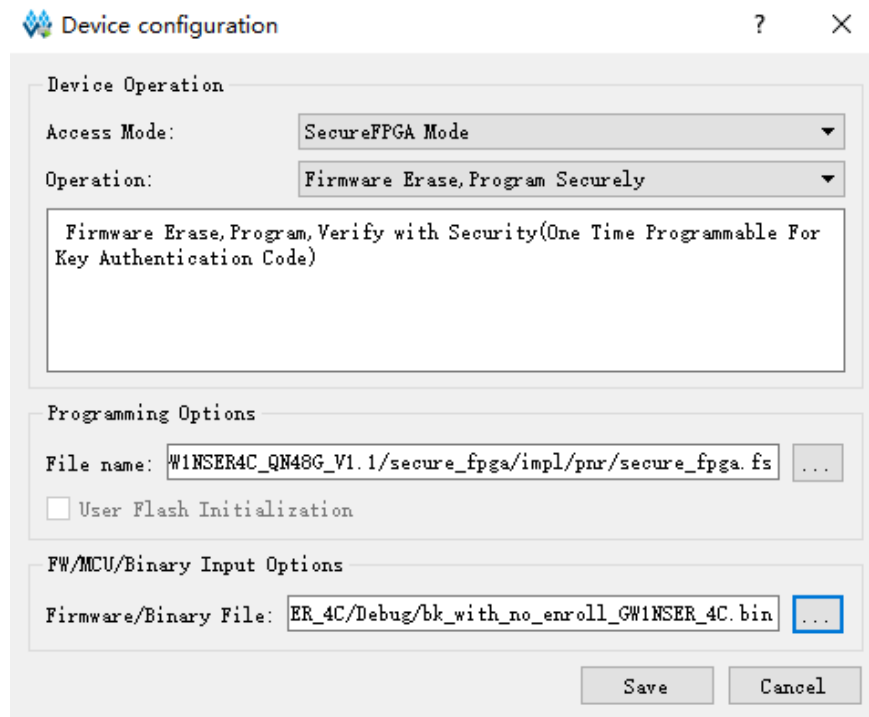 Device configuration
?
Device Operation
Access Mode:
SecureFPGA Mode
Operation:
Firmware Erase,Program Securely
Firmware Erase,Program,Verify with Security(One Time Programmable For
Key Authentication Code)
Programming Options
File name:
W1NSER4C_QN48G_V1.1/secure_fpga/impl/pnr/secure_fpga.fs
...
User Flash Initialization
FW/MCU/Binary Input Options
Firmware/Binary File:
ER_4C/Debug/bk_with_no_enroll_GW1NSER_4C.bin
...
Save
Cancel